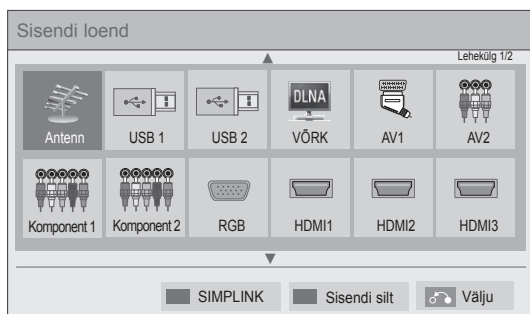 Sisendi loend
Lehekülg 1/2
DLNA
Antenn USB 1 USB 2 VÕRK AV1 AV2
Komponent 1 Komponent 2 RGB HDMI1 HDMI2 HDMI3
SIMPLINK Sisendi silt Välju